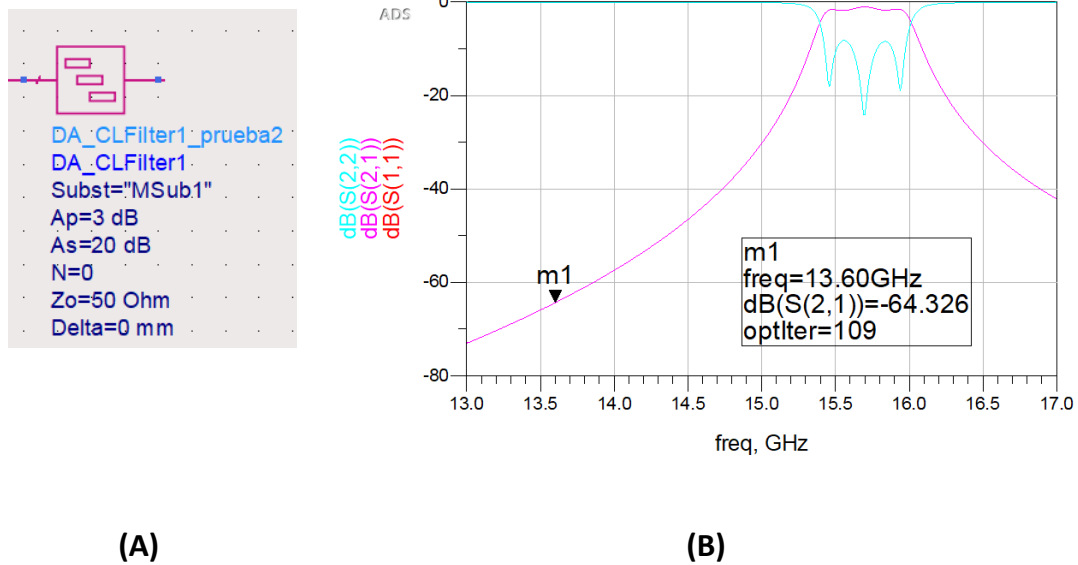 DA_CLFilter1_prueba2
DA_CLFilter1
Subst="MSub1"
Ap=3 dB
As=20 dB
N=0
Zo=50 Ohm
Delta=0 mm
(A)
ADS
dB(S(2,2))
dB(S(2,1))
dB(S(1,1))
0
-20
-40
-60
-80
m1
m1
freq=13.60GHz
dB(S(2,1))=-64.326
optIter=109
13.0 13.5 14.0 14.5 15.0 15.5 16.0 16.5 17.0
freq, GHz
(B)